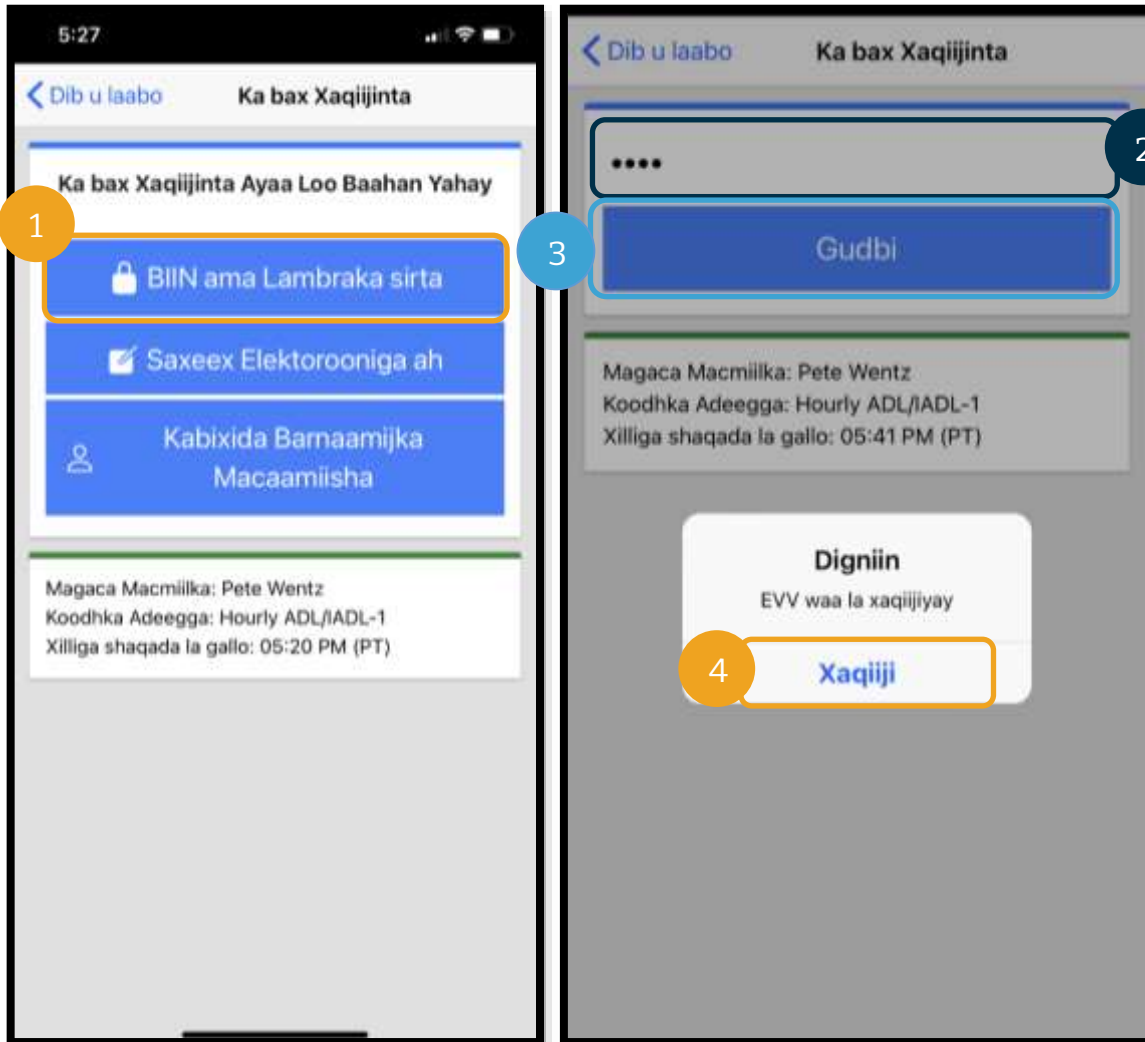 5:27
Dib u laabo Ka bax Xaqiijinta
Ka bax Xaqiijinta Ayaa Loo Baahan Yahay
1
BIIN ama Lambraka sirta
Saxeex Elektorooniga ah
Kabixida Barnaamijka
Macaamiisha
Magaca Macmiilka: Pete Wentz
Koodhka Adeegga: Hourly ADL/IADL-1
Xilliga shaqada la gallo: 05:20 PM (PT)
Dib u laabo Ka bax Xaqiijinta
••••
2
3
Gudbi
Magaca Macmiilka: Pete Wentz
Koodhka Adeegga: Hourly ADL/IADL-1
Xilliga shaqada la gallo: 05:41 PM (PT)
Digniin
EVV waa la xaqiijiyay
4
Xaqiiji